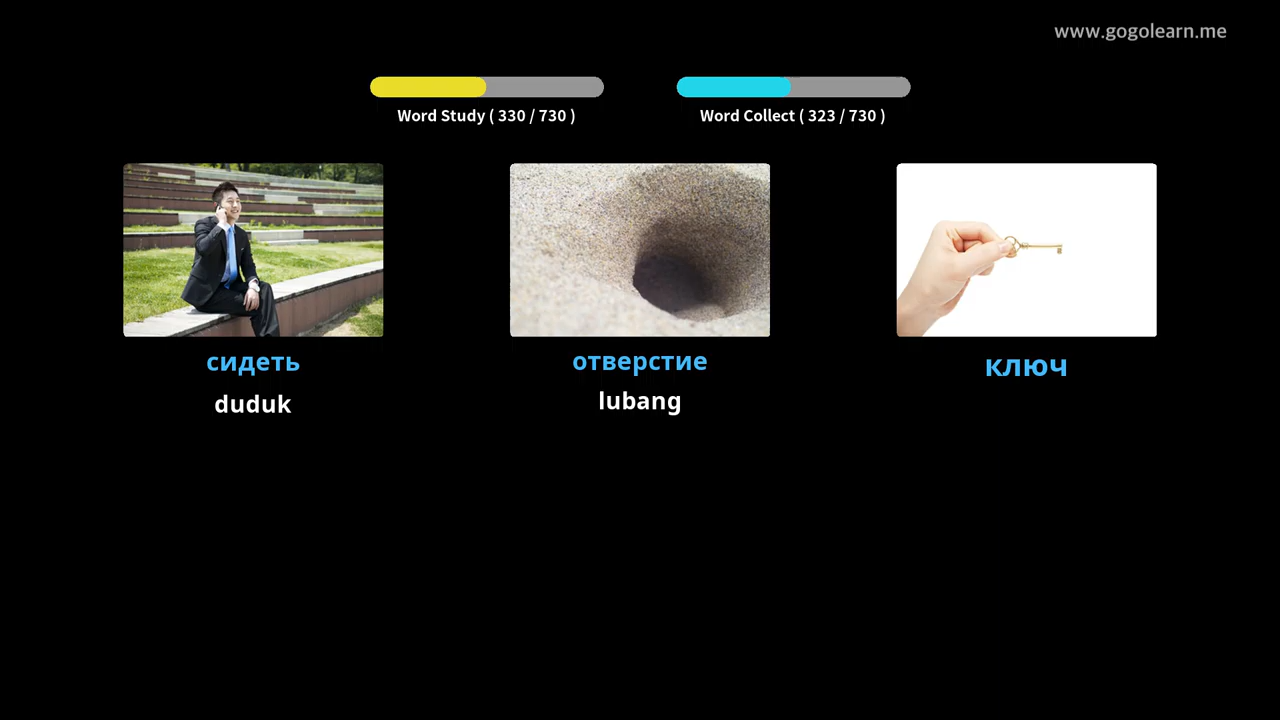 www.gogolearn.me
Word Study ( 330 / 730 )
Word Collect ( 323 / 730 )
сидеть
duduk
отверстие
lubang
ключ